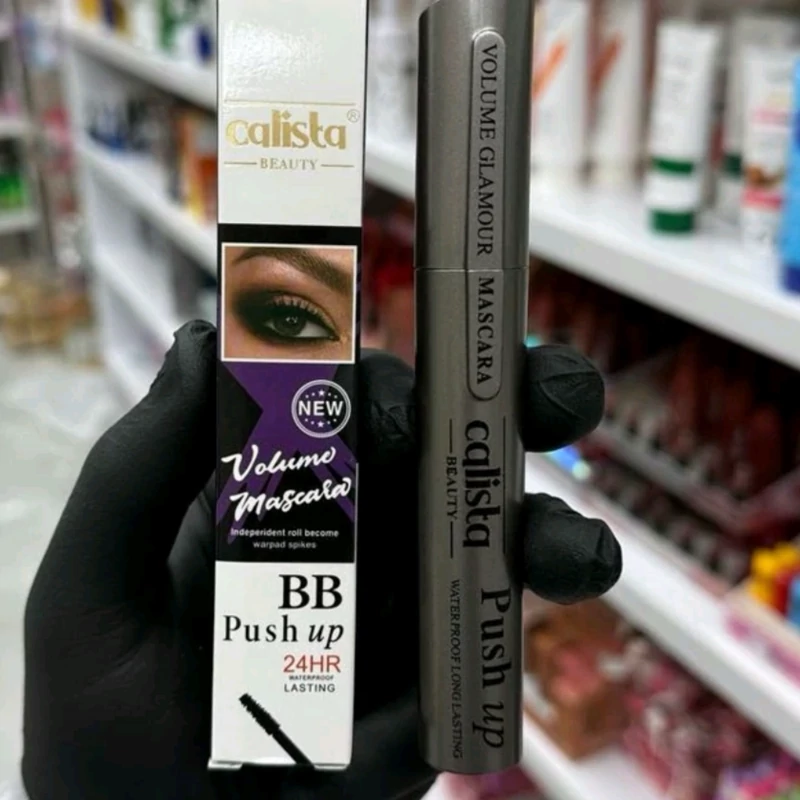 calista®
BEAUTY
NEW
Volume
Mascara
Independent roll become
warpad spikes
BB
Push up
24HR
WATERPROOF
LASTING
VOLUME GLAMOUR MASCARA
calista
BEAUTY
Push up
WATERPROOF LONG LASTING